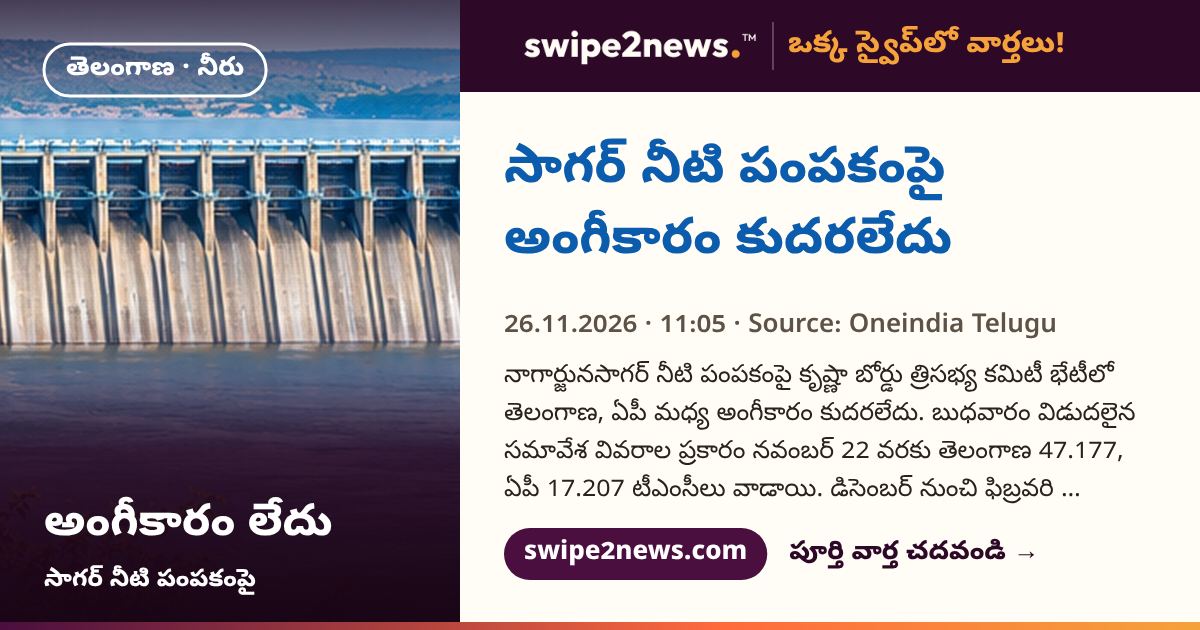 తెలంగాణ · నీరు
అంగీకారం లేదు
సాగర్ నీటి పంపకంపై
swipe2news.™ ఒక్క స్వైప్‌లో వార్తలు!
సాగర్ నీటి పంపకంపై
అంగీకారం కుదరలేదు
26.11.2026 · 11:05 · Source: Oneindia Telugu
నాగార్జునసాగర్ నీటి పంపకంపై కృష్ణా బోర్డు త్రిసభ్య కమిటీ భేటీలో
తెలంగాణ, ఏపీ మధ్య అంగీకారం కుదరలేదు. బుధవారం విడుదలైన
సమావేశ వివరాల ప్రకారం నవంబర్ 22 వరకు తెలంగాణ 47.177,
ఏపీ 17.207 టీఎంసీలు వాడాయి. డిసెంబర్ నుంచి ఫిబ్రవరి ...
swipe2news.com పూర్తి వార్త చదవండి →